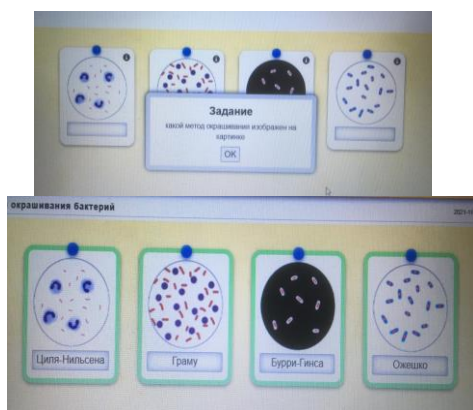 Задание
какой метод окрашивания изображен на
картинке
OK
окрашивания бактерий
Циля-Нильсена
Граму
Бурри-Гинса
Ожешко